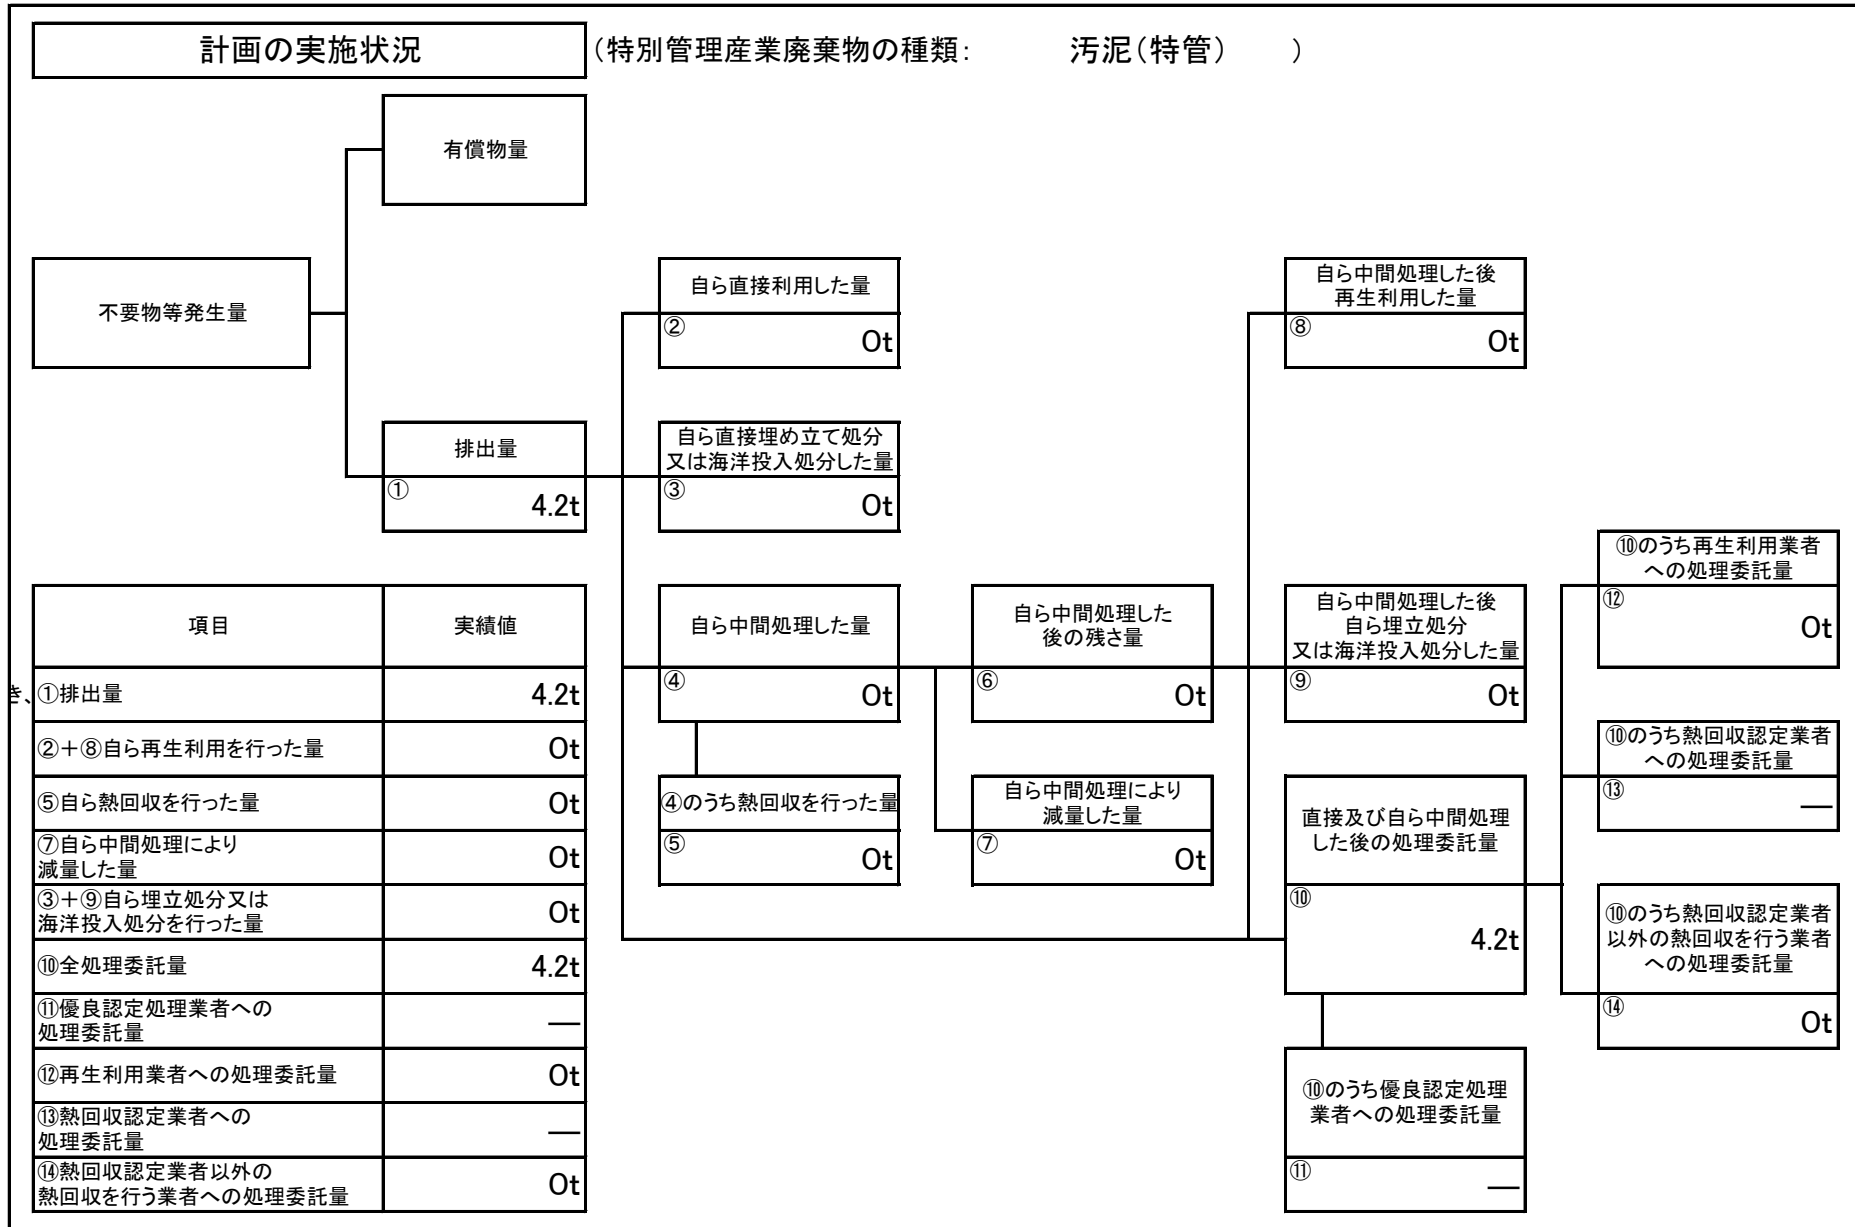 計画の実施状況 （特別管理産業廃棄物の種類： 汚泥（特管） ）
有償物量
不要物等発生量
自ら直接利用した量
② 0t
自ら中間処理した後
再生利用した量
⑧ 0t
排出量
① 4.2t
自ら直接埋め立て処分
又は海洋投入処分した量
③ 0t
自ら中間処理した量
④ 0t
自ら中間処理した
後の残さ量
⑥ 0t
自ら中間処理した後
自ら埋立処分
又は海洋投入処分した量
⑨ 0t
⑩のうち再生利用業者
への処理委託量
⑫ 0t
④のうち熱回収を行った量
⑤ 0t
自ら中間処理により
減量した量
⑦ 0t
直接及び自ら中間処理
した後の処理委託量
⑩ 4.2t
⑩のうち熱回収認定業者
への処理委託量
⑬ ―
⑩のうち熱回収認定業者
以外の熱回収を行う業者
への処理委託量
⑭ 0t
⑩のうち優良認定処理
業者への処理委託量
⑪ ―
項目 実績値
き、
①排出量 4.2t
②＋⑧自ら再生利用を行った量 0t
⑤自ら熱回収を行った量 0t
⑦自ら中間処理により
減量した量 0t
③＋⑨自ら埋立処分又は
海洋投入処分を行った量 0t
⑩全処理委託量 4.2t
⑪優良認定処理業者への
処理委託量 ―
⑫再生利用業者への処理委託量 0t
⑬熱回収認定業者への
処理委託量 ―
⑭熱回収認定業者以外の
熱回収を行う業者への処理委託量 0t